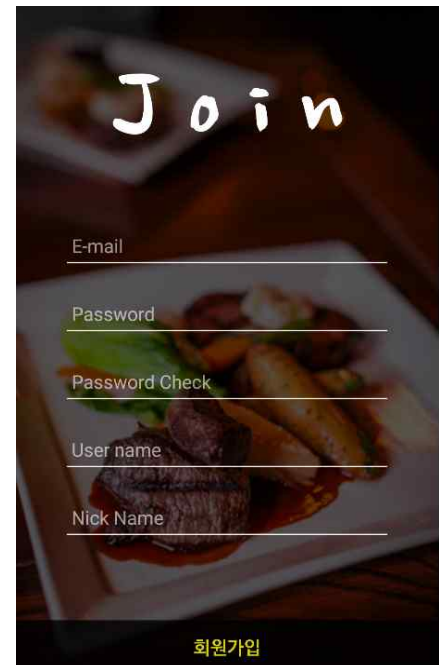 Join
E-mail
Password
Password Check
User name
Nick Name
회원가입